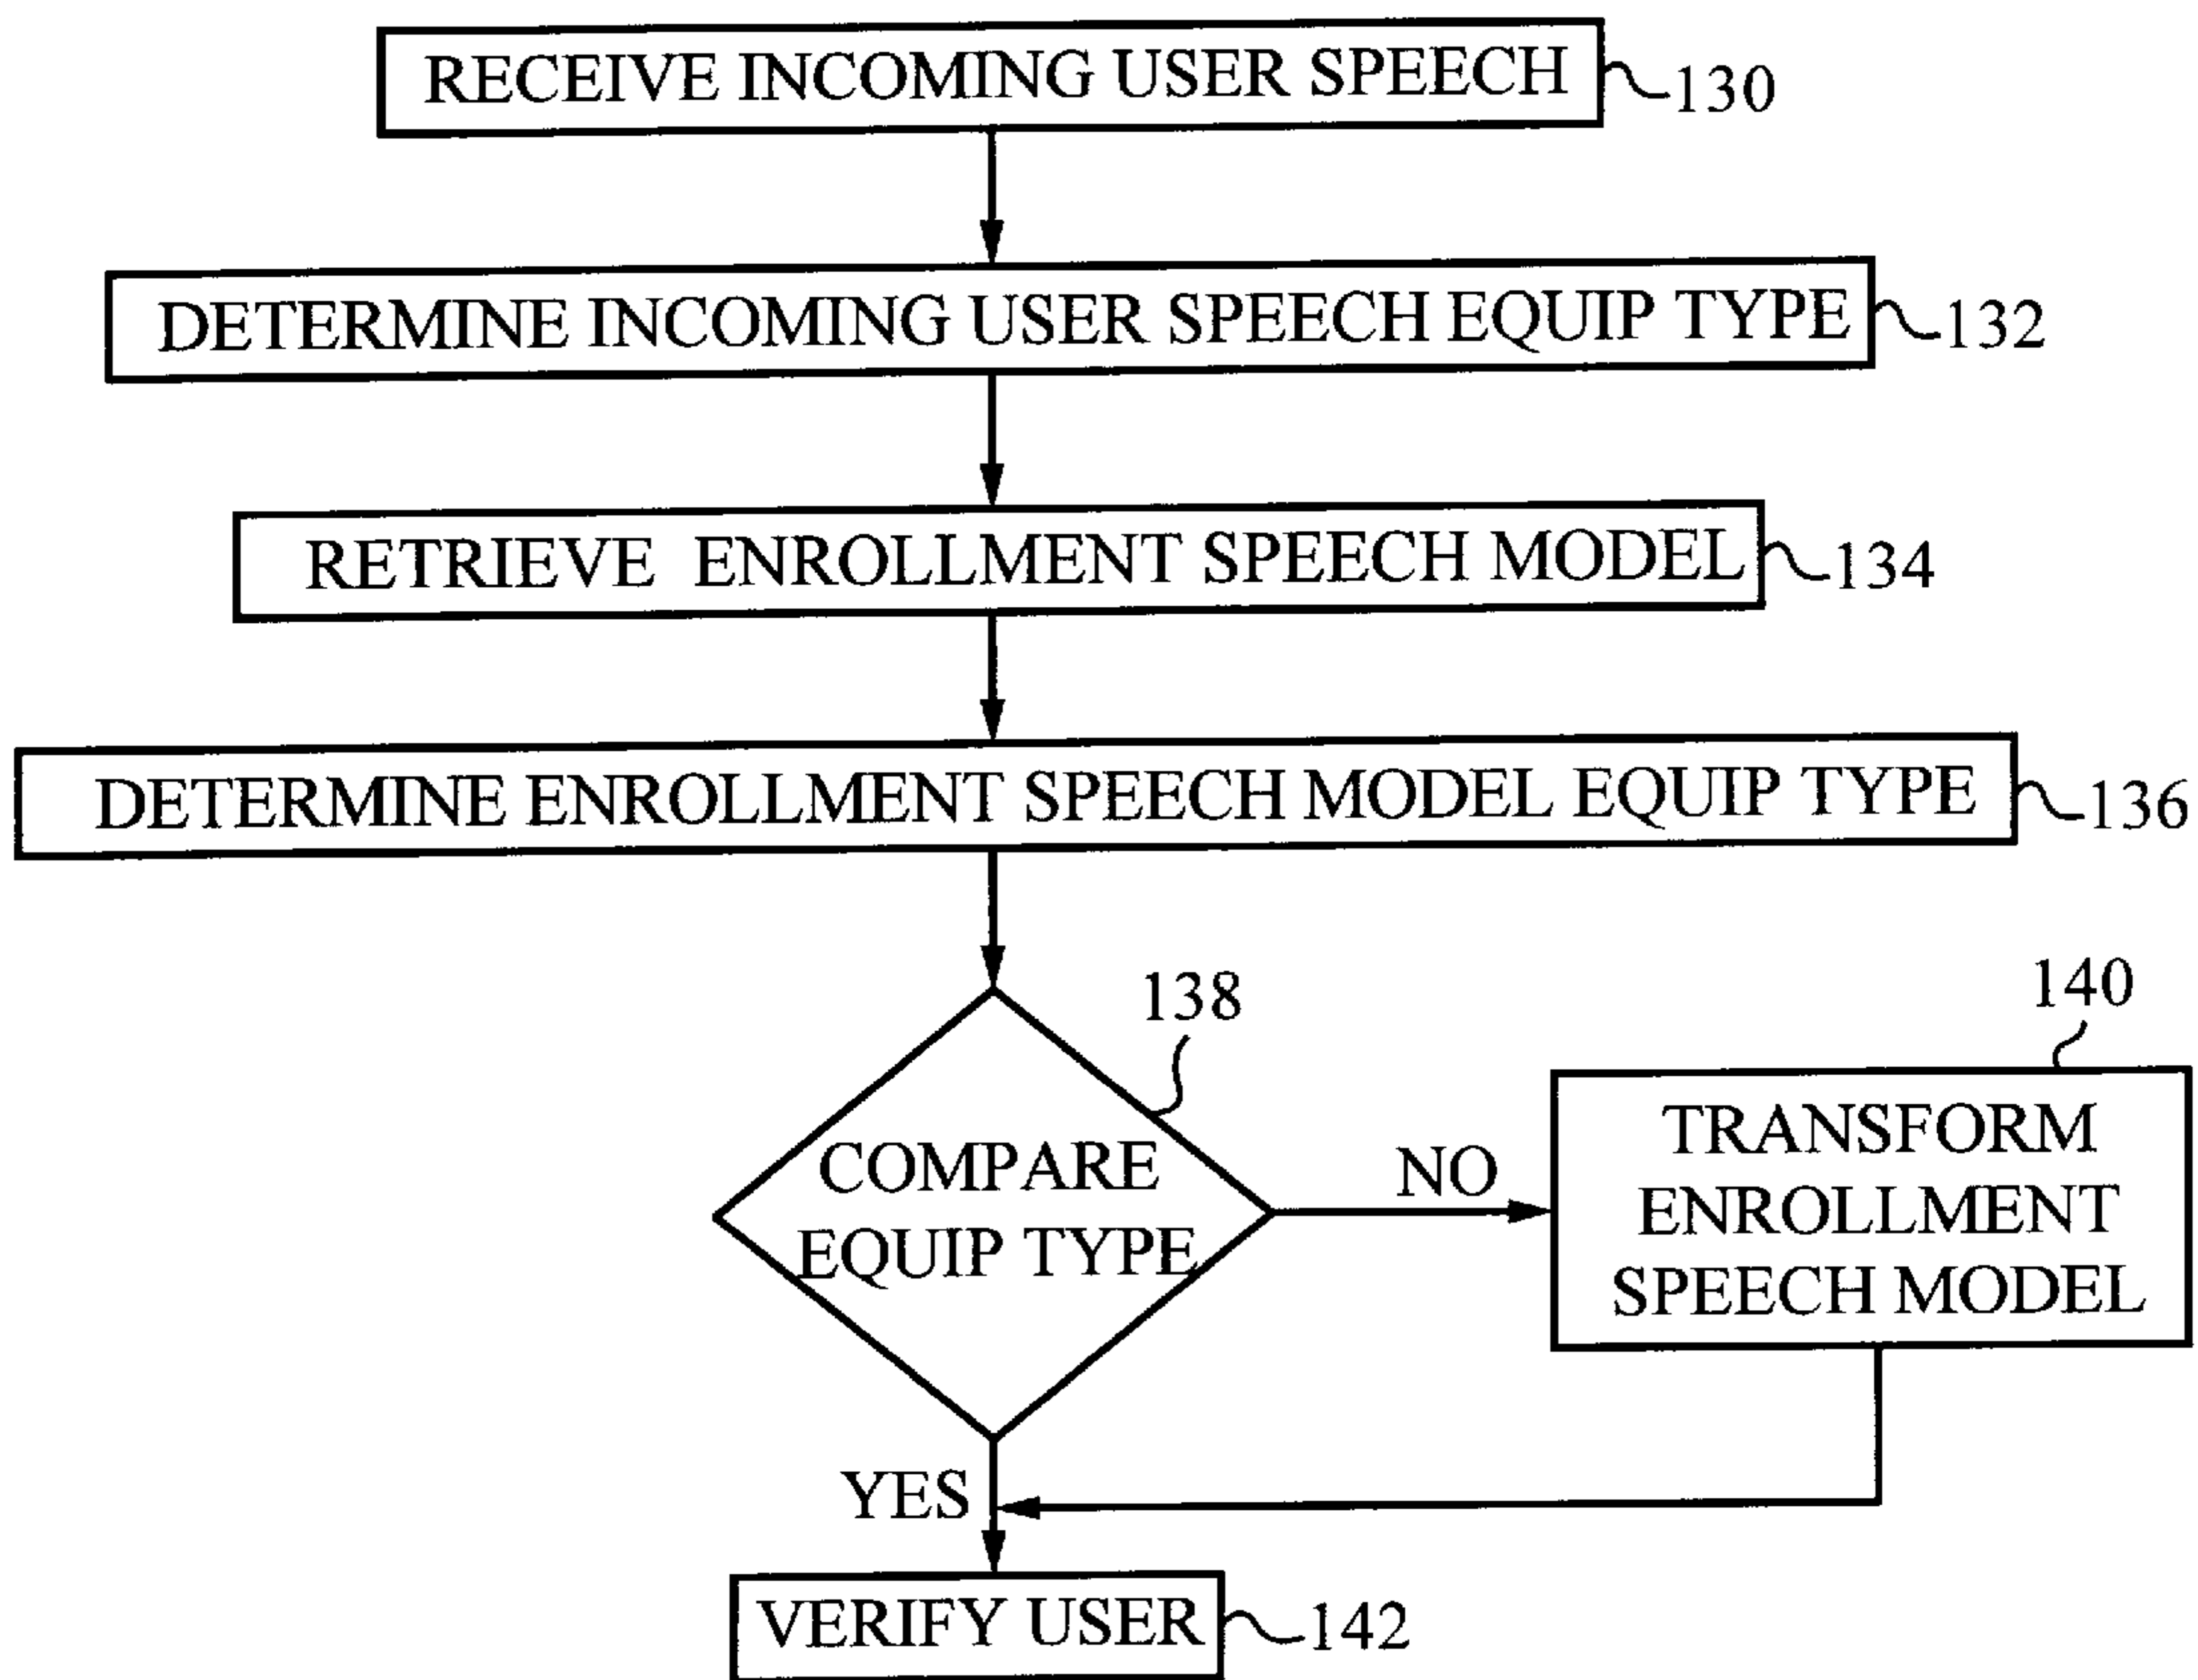 RECEIVE INCOMING USER SPEECH
130
DETERMINE INCOMING USER SPEECH EQUIP TYPE
132
RETRIEVE ENROLLMENT SPEECH MODEL
134
DETERMINE ENROLLMENT SPEECH MODEL EQUIP TYPE
136
138
COMPARE
EQUIP TYPE
NO
140
TRANSFORM
ENROLLMENT
SPEECH MODEL
YES
VERIFY USER
142